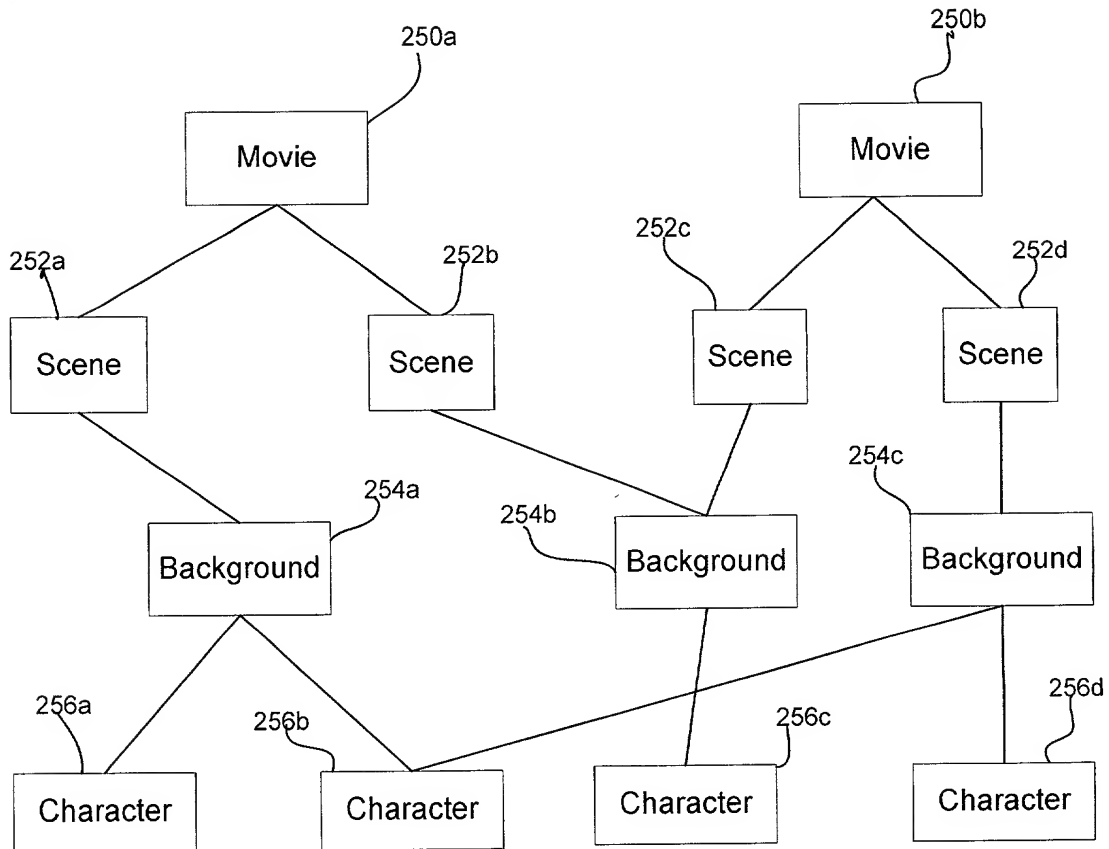 250a
250b
Movie
Movie
252a
252b
252c
252d
Scene
Scene
Scene
Scene
254a
254b
254c
Background
Background
Background
256a
256b
256c
256d
Character
Character
Character
Character